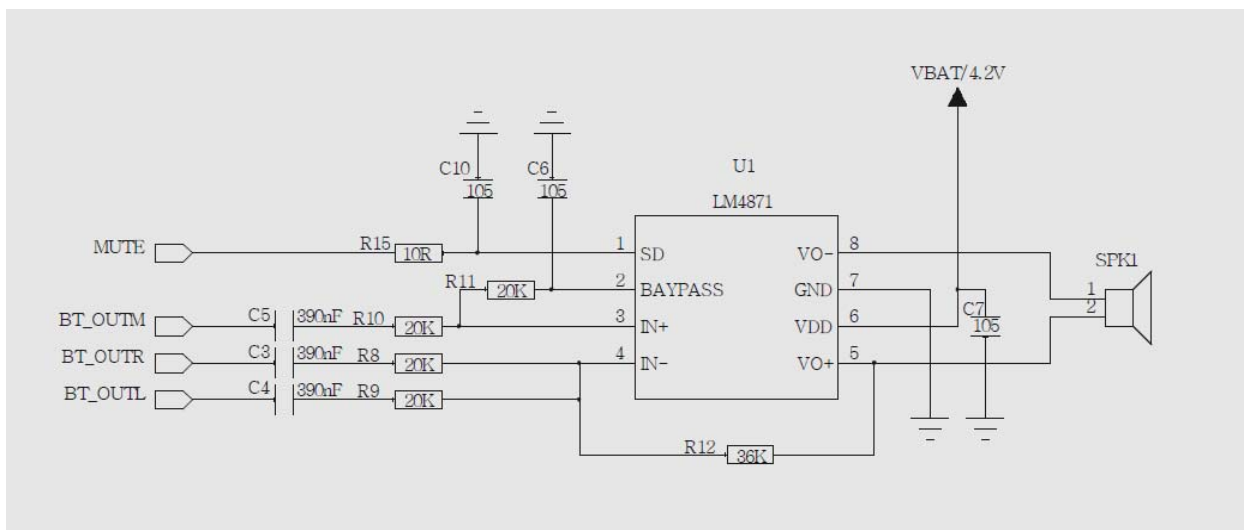 VBAT/4.2V
C10
105
C6
105
U1
LM4871
MUTE
R15
10R
1
SD
VO-
8
SPK1
R11
20K
2
BAYPASS
GND
7
1
2
BT_OUTM
C5
390nF
R10
20K
3
IN+
VDD
6
C7
105
BT_OUTR
C3
390nF
R8
20K
4
IN-
VO+
5
BT_OUTL
C4
390nF
R9
20K
R12
36K